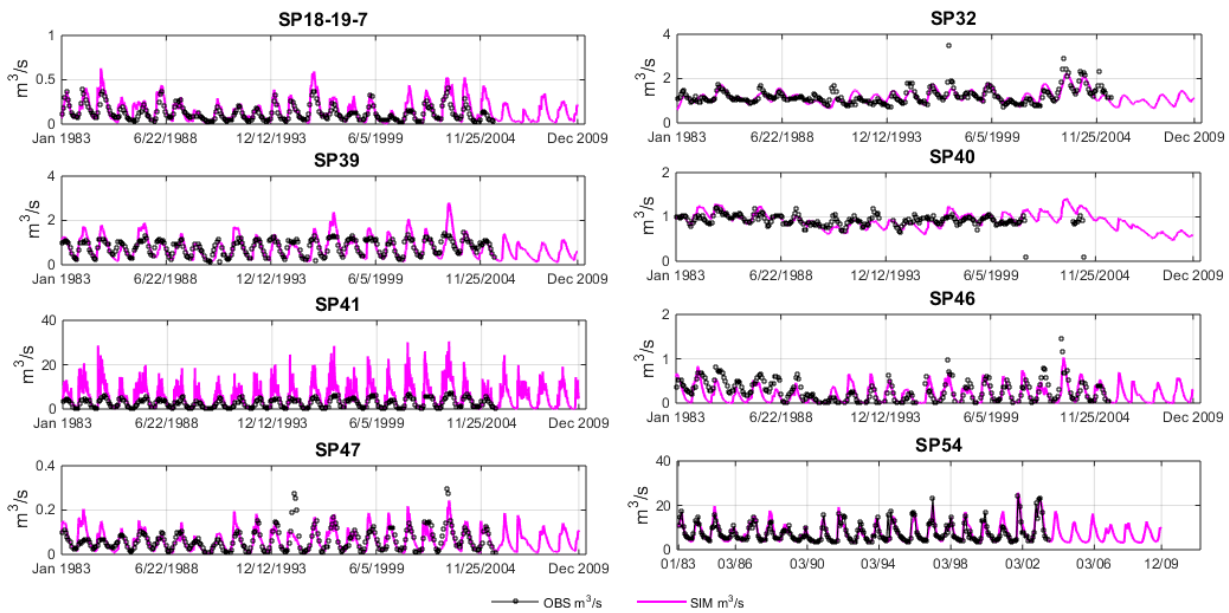 SP18-19-7
m³/s
1
0.5
0
Jan 1983 6/22/1988 12/12/1993 6/5/1999 11/25/2004 Dec 2009
SP32
m³/s
4
2
0
Jan 1983 6/22/1988 12/12/1993 6/5/1999 11/25/2004 Dec 2009
SP39
m³/s
4
2
0
Jan 1983 6/22/1988 12/12/1993 6/5/1999 11/25/2004 Dec 2009
SP40
m³/s
2
1
0
Jan 1983 6/22/1988 12/12/1993 6/5/1999 11/25/2004 Dec 2009
SP41
m³/s
40
20
0
Jan 1983 6/22/1988 12/12/1993 6/5/1999 11/25/2004 Dec 2009
SP46
m³/s
2
1
0
Jan 1983 6/22/1988 12/12/1993 6/5/1999 11/25/2004 Dec 2009
SP47
m³/s
0.4
0.2
0
Jan 1983 6/22/1988 12/12/1993 6/5/1999 11/25/2004 Dec 2009
SP54
m³/s
40
20
0
01/83 03/86 03/90 03/94 03/98 03/02 03/06 12/09
OBS m³/s SIM m³/s